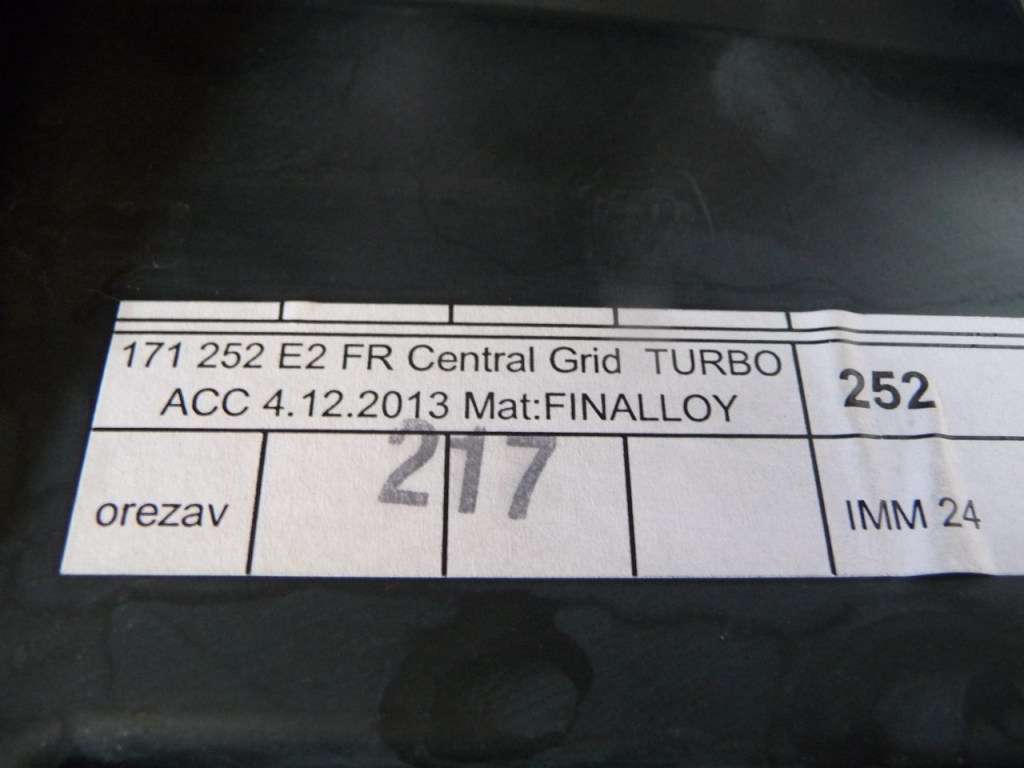 171 252 E2 FR Central Grid TURBO
ACC 4.12.2013 Mat:FINALLOY
252
217
orezav
IMM 24